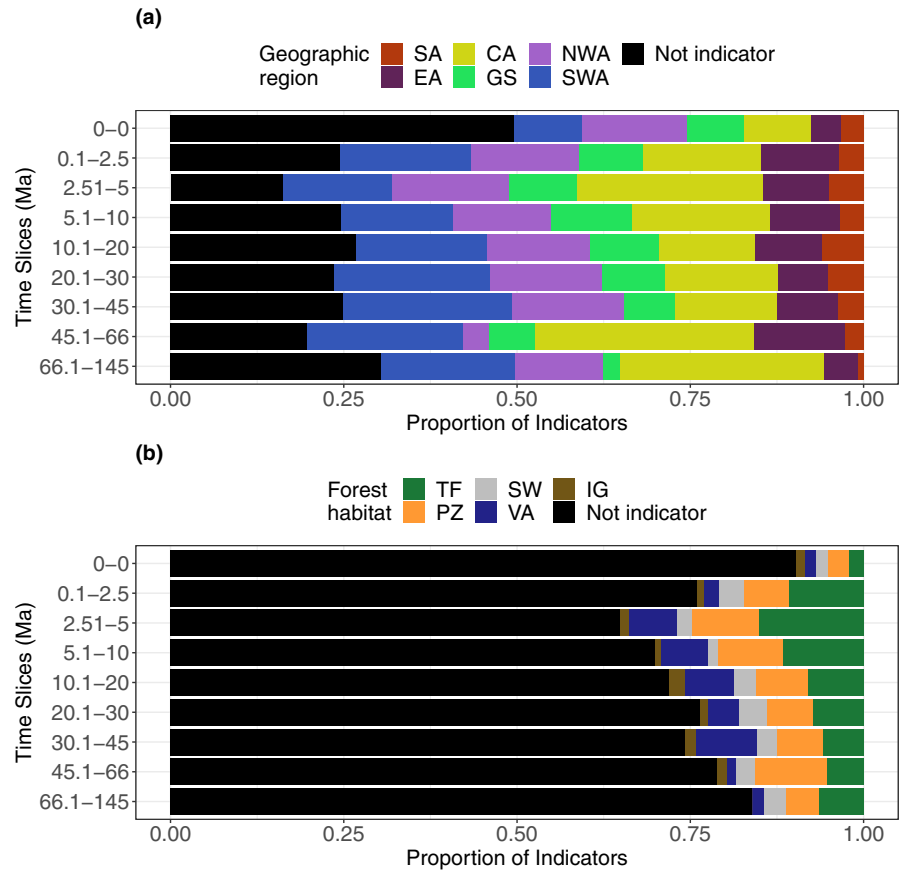 (a)
Geographic region
SA CA NWA Not indicator
EA GS SWA
Time Slices (Ma)
0–0
0.1–2.5
2.51–5
5.1–10
10.1–20
20.1–30
30.1–45
45.1–66
66.1–145
0.00 0.25 0.50 0.75 1.00
Proportion of Indicators
(b)
Forest habitat
TF SW IG
PZ VA Not indicator
Time Slices (Ma)
0–0
0.1–2.5
2.51–5
5.1–10
10.1–20
20.1–30
30.1–45
45.1–66
66.1–145
0.00 0.25 0.50 0.75 1.00
Proportion of Indicators